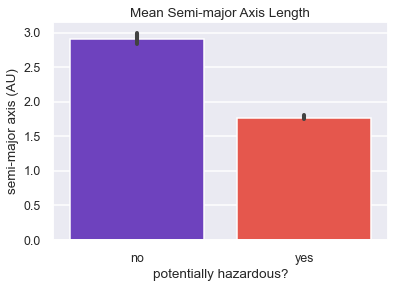 Mean Semi-major Axis Length
semi-major axis (AU)
3.0
2.5
2.0
1.5
1.0
0.5
0.0
no yes
potentially hazardous?